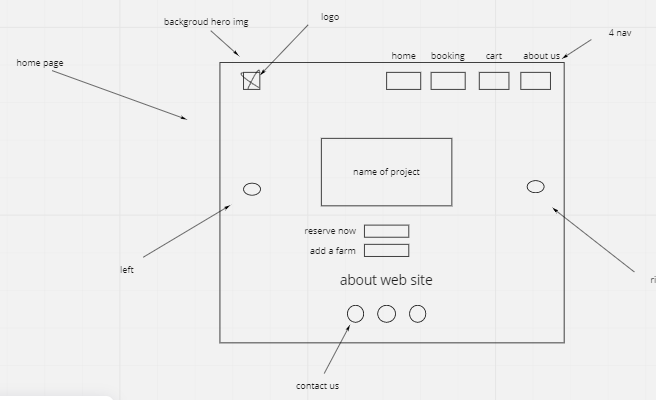 backgroud hero img
logo
4 nav
home page
home
booking
cart
about us
name of project
reserve now
add a farm
left
about web site
ri
contact us